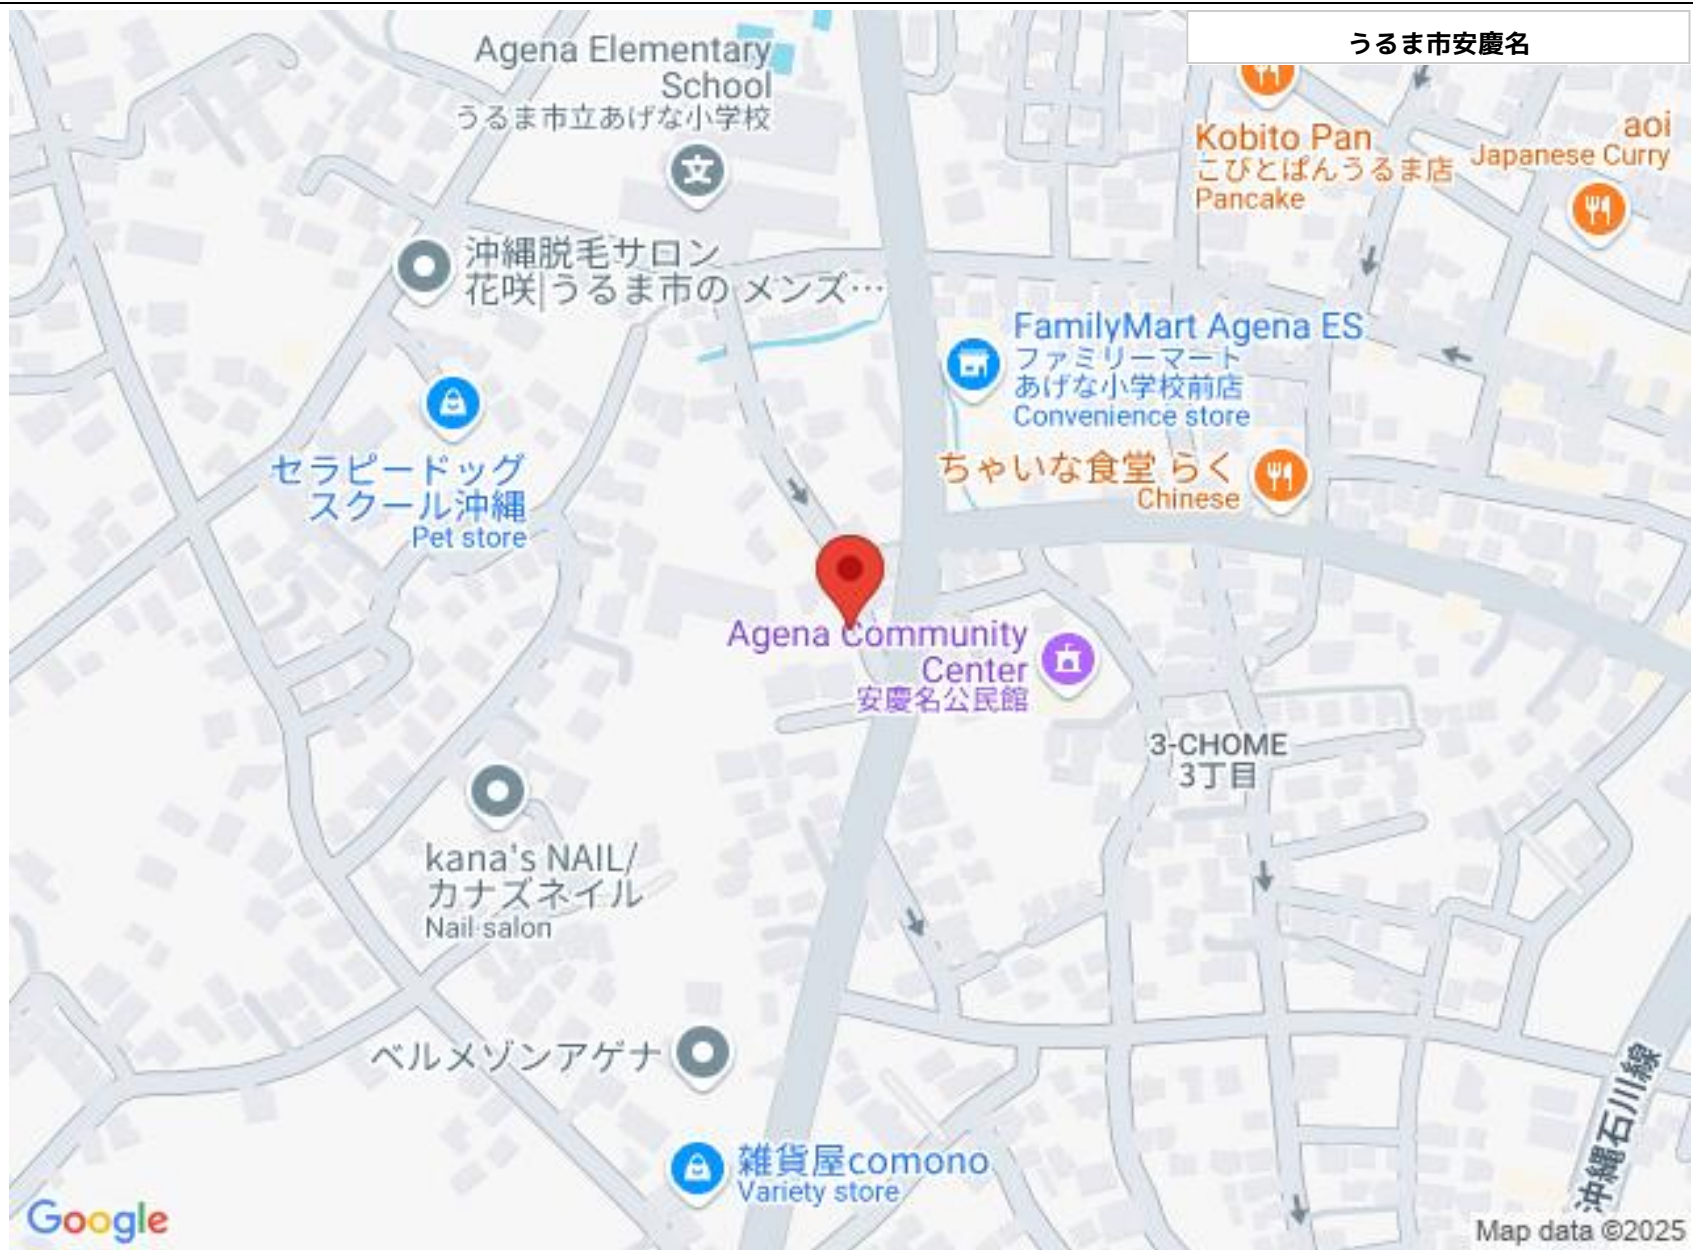 うるま市安慶名
Agena Elementary
School
うるま市立あげな小学校
文
Kobito Pan
こびとぱんうるま店
Pancake
aoi
Japanese Curry
沖縄脱毛サロン
花咲|うるま市の メンズ…
FamilyMart Agena ES
ファミリーマート
あげな小学校前店
Convenience store
セラピードッグ
スクール沖縄
Pet store
ちゃいな食堂 らく
Chinese
Agena Community
Center
安慶名公民館
3-CHOME
3丁目
kana's NAIL/
カナズネイル
Nail salon
ベルメゾンアゲナ
雑貨屋comono
Variety store
沖縄石川線
Google
Map data ©2025